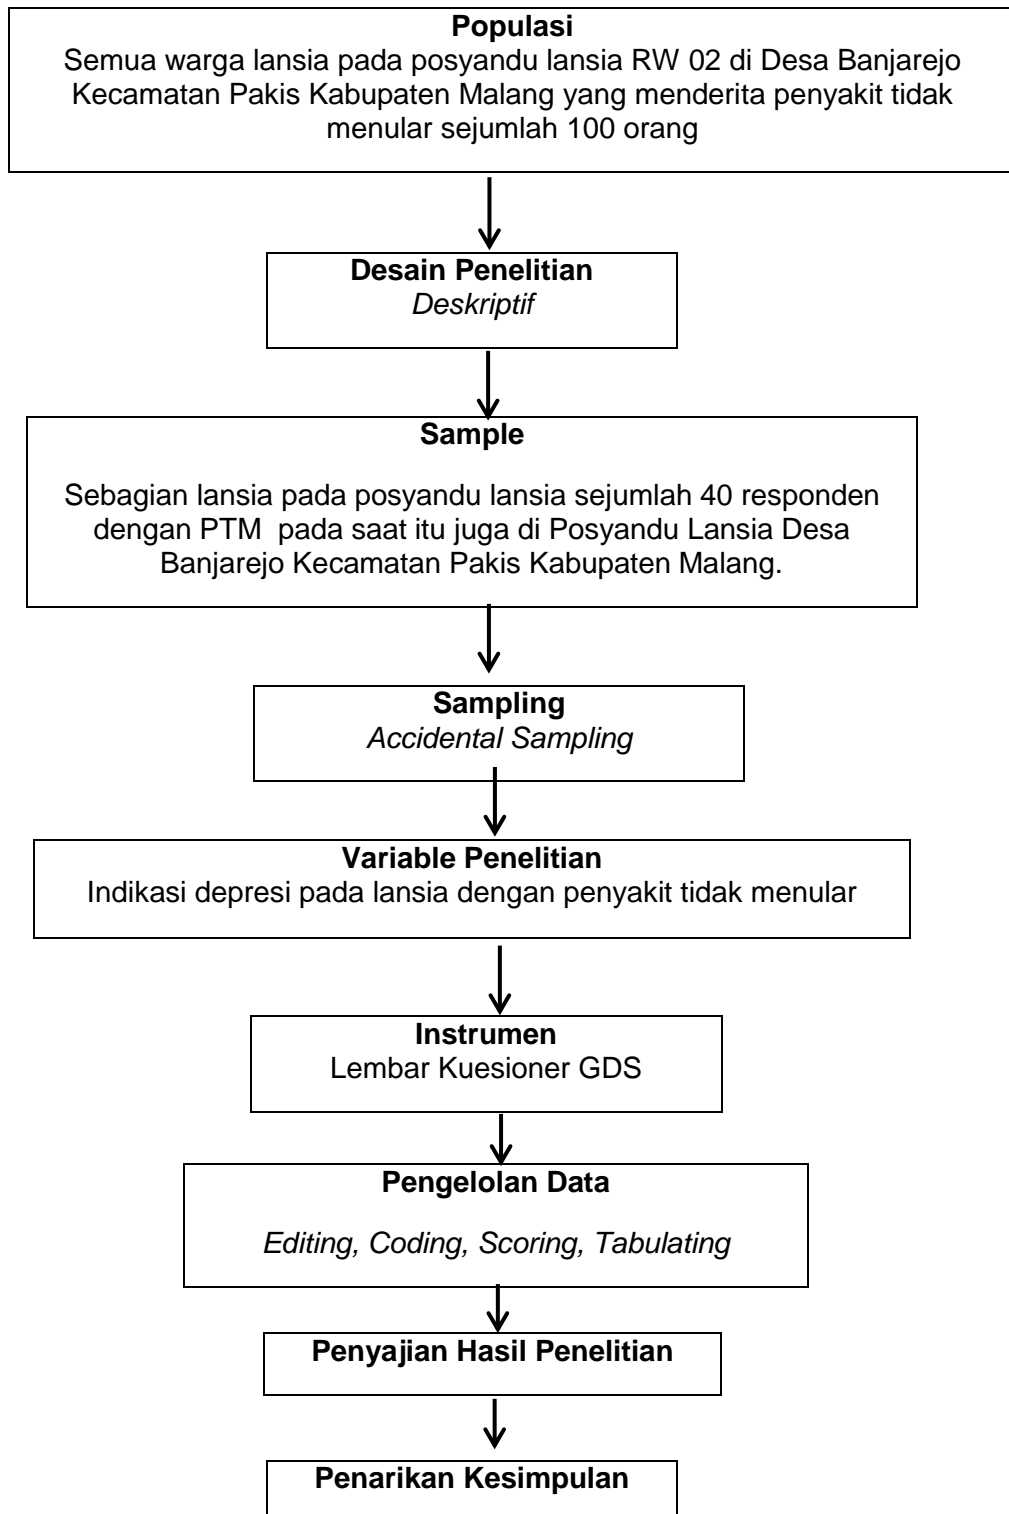 Populasi
Semua warga lansia pada posyandu lansia RW 02 di Desa Banjarejo
Kecamatan Pakis Kabupaten Malang yang menderita penyakit tidak
menular sejumlah 100 orang
Desain Penelitian
Deskriptif
Sample
Sebagian lansia pada posyandu lansia sejumlah 40 responden
dengan PTM pada saat itu juga di Posyandu Lansia Desa
Banjarejo Kecamatan Pakis Kabupaten Malang.
Sampling
Accidental Sampling
Variable Penelitian
Indikasi depresi pada lansia dengan penyakit tidak menular
Instrumen
Lembar Kuesioner GDS
Pengelolan Data
Editing, Coding, Scoring, Tabulating
Penyajian Hasil Penelitian
Penarikan Kesimpulan